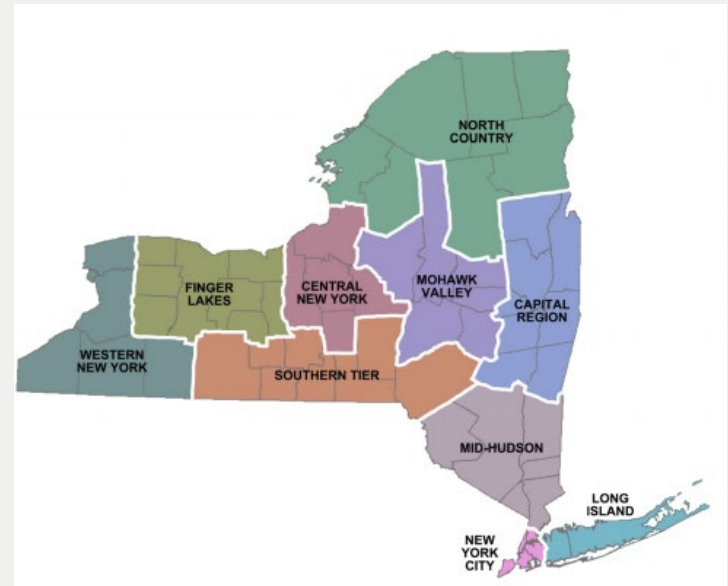 NORTH
COUNTRY
FINGER
LAKES
CENTRAL
NEW YORK
MOHAWK
VALLEY
CAPITAL
REGION
WESTERN
NEW YORK
SOUTHERN TIER
MID-HUDSON
LONG
ISLAND
NEW
YORK
CITY